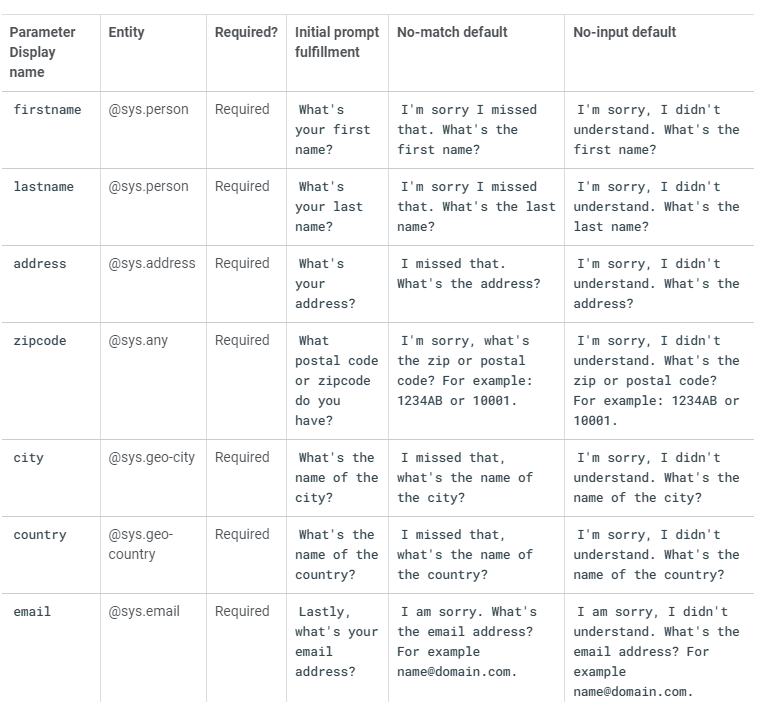 Parameter Display name | Entity | Required? | Initial prompt fulfillment | No-match default | No-input default
firstname | @sys.person | Required | What's your first name? | I'm sorry I missed that. What's the first name? | I'm sorry, I didn't understand. What's the first name?
lastname | @sys.person | Required | What's your last name? | I'm sorry I missed that. What's the last name? | I'm sorry, I didn't understand. What's the last name?
address | @sys.address | Required | What's your address? | I missed that. What's the address? | I'm sorry, I didn't understand. What's the address?
zipcode | @sys.any | Required | What postal code or zipcode do you have? | I'm sorry, what's the zip or postal code? For example: 1234AB or 10001. | I'm sorry, I didn't understand. What's the zip or postal code? For example: 1234AB or 10001.
city | @sys.geo-city | Required | What's the name of the city? | I missed that, what's the name of the city? | I'm sorry, I didn't understand. What's the name of the city?
country | @sys.geo-country | Required | What's the name of the country? | I missed that, what's the name of the country? | I'm sorry, I didn't understand. What's the name of the country?
email | @sys.email | Required | Lastly, what's your email address? | I am sorry. What's the email address? For example name@domain.com. | I am sorry, I didn't understand. What's the email address? For example name@domain.com.